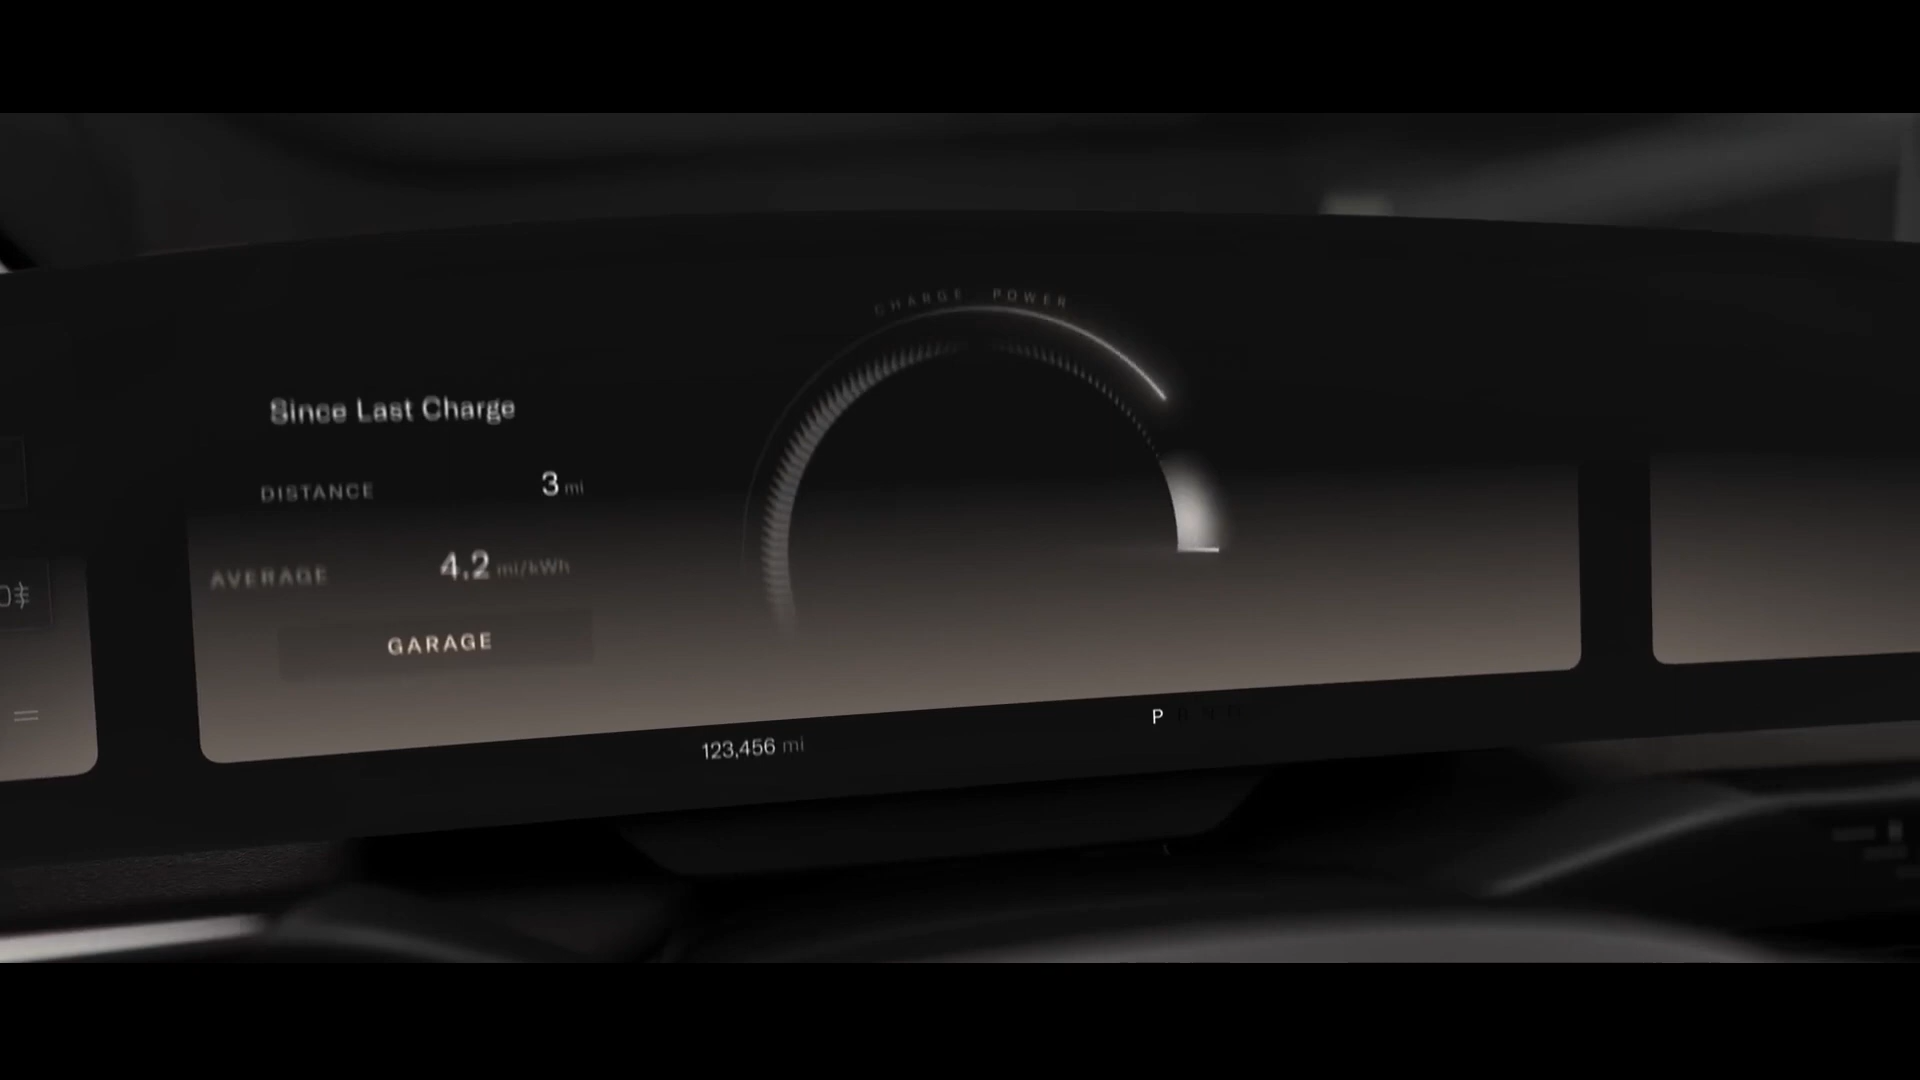 CHARGE POWER
Since Last Charge
DISTANCE 3 mi
AVERAGE 4.2 mi/kWh
GARAGE
123,456 mi
P R N D